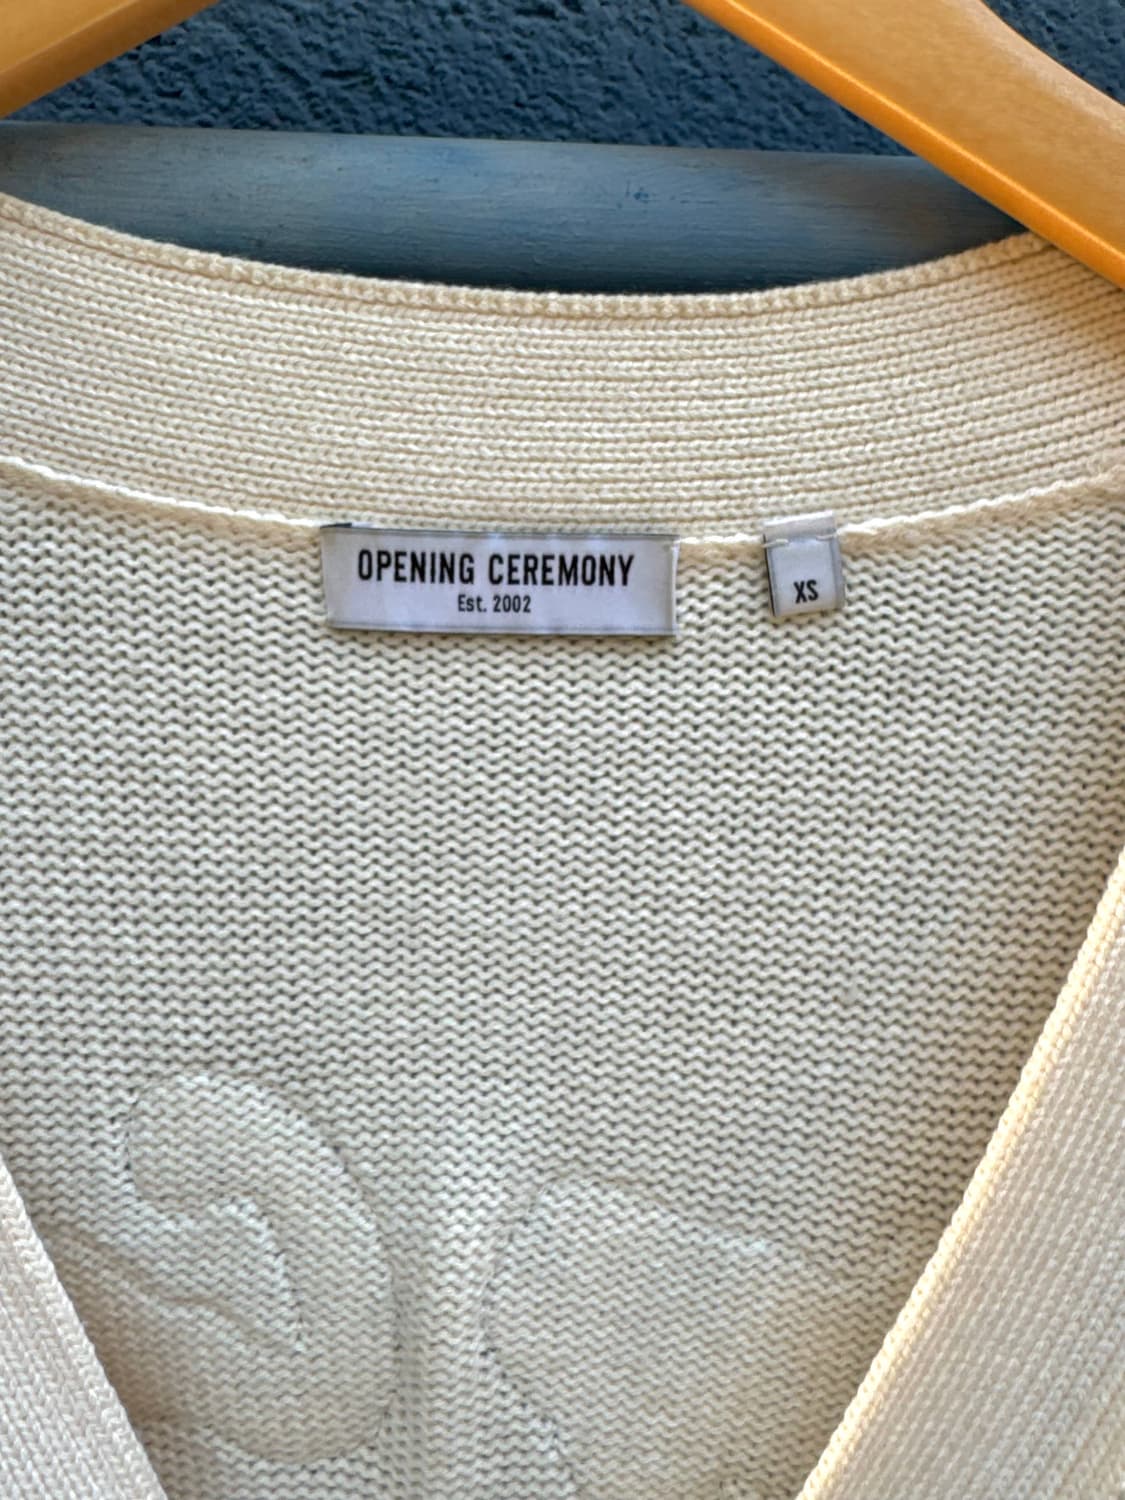 OPENING CEREMONY
Est. 2002
XS